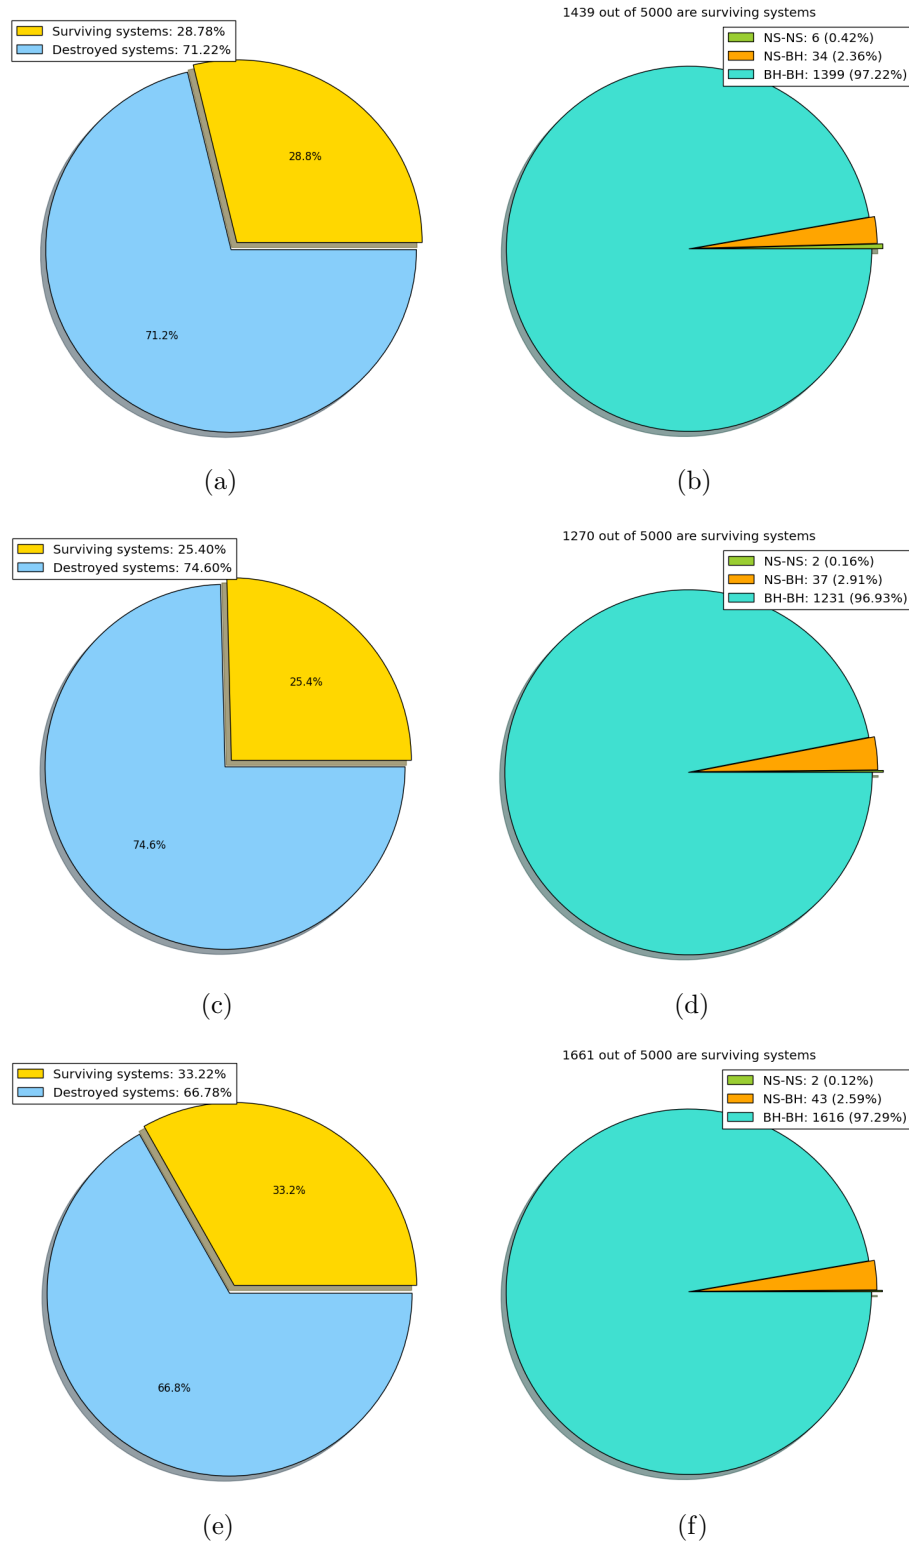 Surviving systems: 28.78%
Destroyed systems: 71.22%
28.8%
71.2%
(a)
1439 out of 5000 are surviving systems
NS-NS: 6 (0.42%)
NS-BH: 34 (2.36%)
BH-BH: 1399 (97.22%)
(b)
Surviving systems: 25.40%
Destroyed systems: 74.60%
25.4%
74.6%
(c)
1270 out of 5000 are surviving systems
NS-NS: 2 (0.16%)
NS-BH: 37 (2.91%)
BH-BH: 1231 (96.93%)
(d)
Surviving systems: 33.22%
Destroyed systems: 66.78%
33.2%
66.8%
(e)
1661 out of 5000 are surviving systems
NS-NS: 2 (0.12%)
NS-BH: 43 (2.59%)
BH-BH: 1616 (97.29%)
(f)